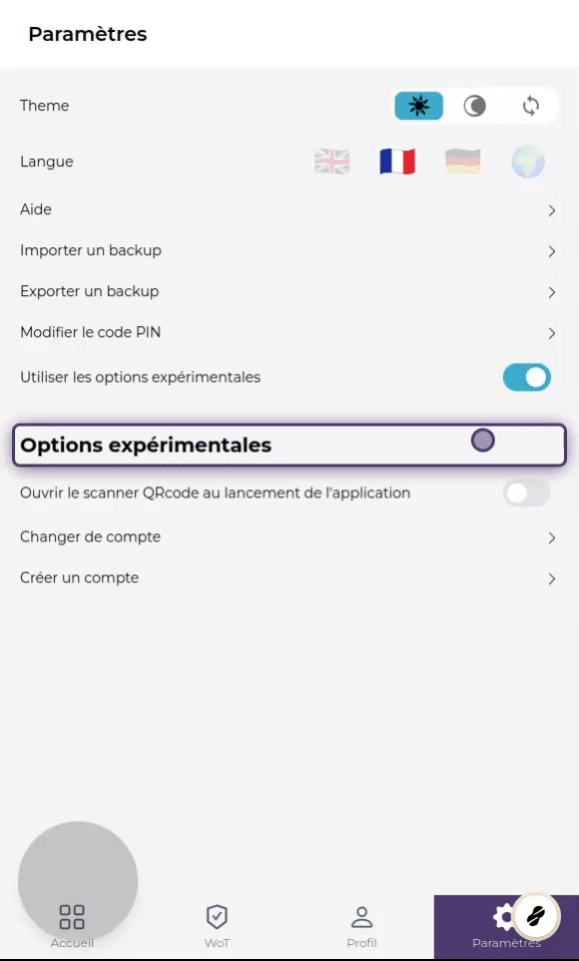 Paramètres
Theme
Langue
Aide
Importer un backup
Exporter un backup
Modifier le code PIN
Utiliser les options expérimentales
Options expérimentales
Ouvrir le scanner QRcode au lancement de l'application
Changer de compte
Créer un compte
Accueil WoT Profil Paramètres